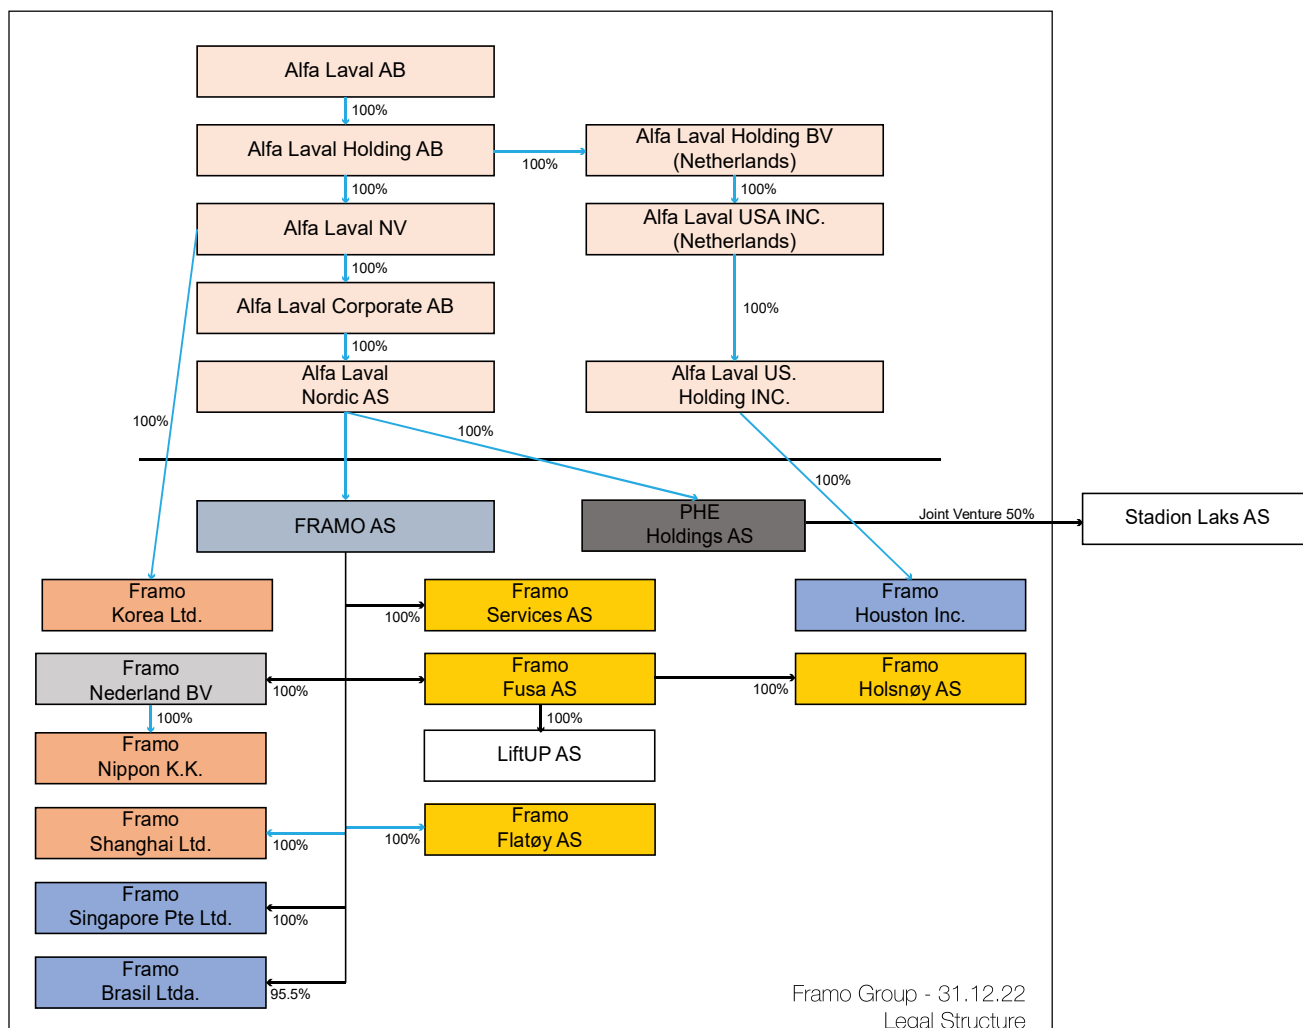 Alfa Laval AB
100%
Alfa Laval Holding AB
100%
Alfa Laval Holding BV
(Netherlands)
100%
100%
Alfa Laval NV
Alfa Laval USA INC.
(Netherlands)
100%
100%
Alfa Laval Corporate AB
100%
Alfa Laval
Nordic AS
Alfa Laval US.
Holding INC.
100%
100%
100%
FRAMO AS
PHE
Holdings AS
Joint Venture 50%
Stadion Laks AS
Framo
Korea Ltd.
100%
Framo
Services AS
Framo
Houston Inc.
Framo
Nederland BV
100%
Framo
Fusa AS
100%
Framo
Holsnøy AS
100%
100%
Framo
Nippon K.K.
LiftUP AS
Framo
Shanghai Ltd.
100%
100%
Framo
Flatøy AS
Framo
Singapore Pte Ltd.
100%
Framo
Brasil Ltda.
95.5%
Framo Group - 31.12.22
Legal Structure